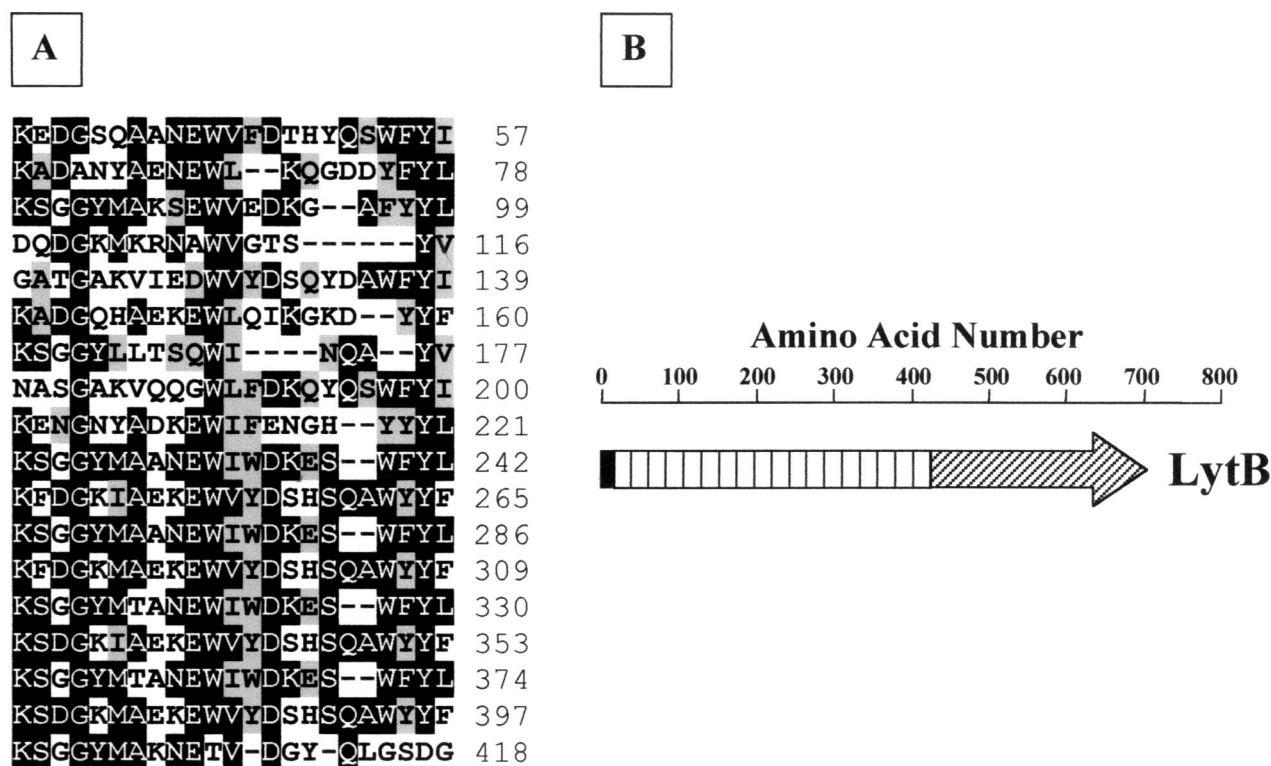 A
KEDGSQAANEWVFDTHYQSWFYI 57
KADANYAENEWL--KQGDDYFYL 78
KSGGYMAKSEWVEDKG--AFYYL 99
DQDGKMKRNAWVGTS------YV 116
GATGAKVIEDWVYDSQYDAWFYI 139
KADGQHAEKEWLQIKGKD--YYF 160
KSGGYLLTSQWI----NQA--YV 177
NASGAKVQQGWLFDKQYQSWFYI 200
KENGNYADKEWIFENGH--YYYL 221
KSGGYMAANEWIWDKES--WFYL 242
KFDGKIAEKEWVYDSHSQAWYYF 265
KSGGYMAANEWIWDKES--WFYL 286
KFDGKMAEKEWVYDSHSQAWYYF 309
KSGGYMTANEWIWDKES--WFYL 330
KSDGKIAEKEWVYDSHSQAWYYF 353
KSGGYMTANEWIWDKES--WFYL 374
KSDGKMAEKEWVYDSHSQAWYYF 397
KSGGYMAKNETV-DGY-QLGSDG 418
B
Amino Acid Number
0 100 200 300 400 500 600 700 800
LytB